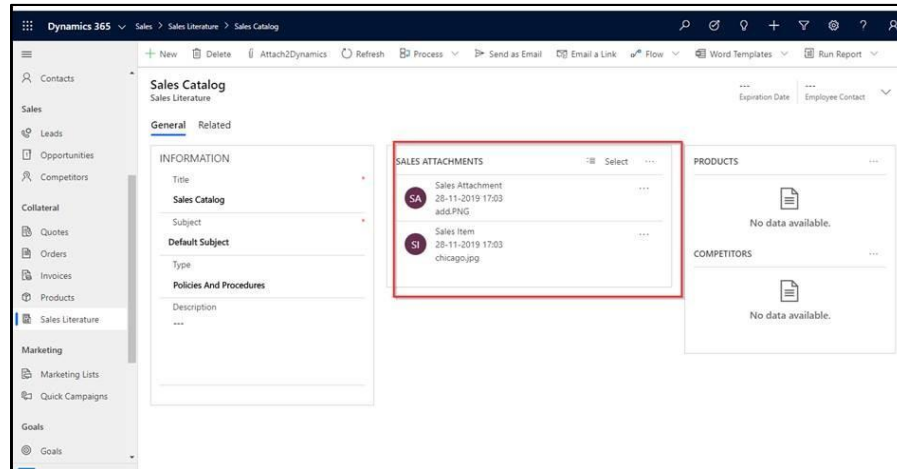 Dynamics 365 Sales > Sales Literature > Sales Catalog
+ New Delete Attach2Dynamics Refresh Process Send as Email Email a Link Flow Word Templates Run Report
Contacts
Sales
Leads
Opportunities
Competitors
Collateral
Quotes
Orders
Invoices
Products
Sales Literature
Marketing
Marketing Lists
Quick Campaigns
Goals
Goals
Sales Catalog
Sales Literature
---
Expiration Date
---
Employee Contact
General Related
INFORMATION
Title *
Sales Catalog
Subject *
Default Subject
Type
Policies And Procedures
Description
---
SALES ATTACHMENTS Select ...
SA
Sales Attachment ...
28-11-2019 17:03
add.PNG
SI
Sales Item ...
28-11-2019 17:03
chicago.jpg
PRODUCTS ...
No data available.
COMPETITORS ...
No data available.